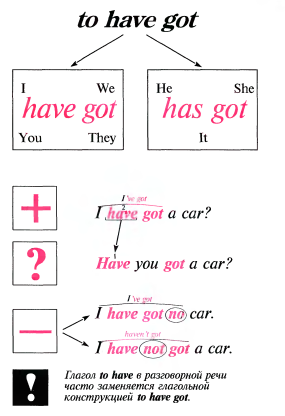 to have got
I We
have got
You They
He She
has got
It
+
I've got
2
I have got a car?
?
1
Have you got a car?
−
I've got
I have got no car.
haven't got
I have not got a car.
!
Глагол to have в разговорной речи
часто заменяется глагольной
конструкцией to have got.